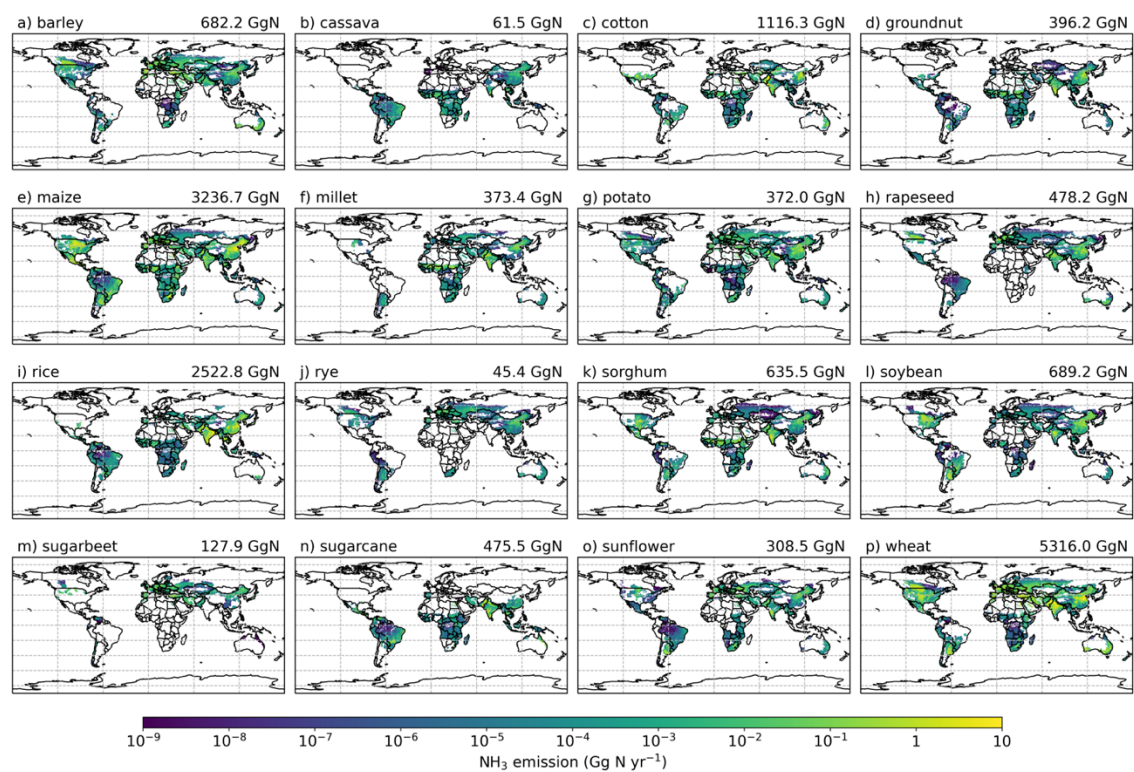 a) barley 682.2 GgN b) cassava 61.5 GgN c) cotton 1116.3 GgN d) groundnut 396.2 GgN
e) maize 3236.7 GgN f) millet 373.4 GgN g) potato 372.0 GgN h) rapeseed 478.2 GgN
i) rice 2522.8 GgN j) rye 45.4 GgN k) sorghum 635.5 GgN l) soybean 689.2 GgN
m) sugarbeet 127.9 GgN n) sugarcane 475.5 GgN o) sunflower 308.5 GgN p) wheat 5316.0 GgN
10⁻⁹ 10⁻⁸ 10⁻⁷ 10⁻⁶ 10⁻⁵ 10⁻⁴ 10⁻³ 10⁻² 10⁻¹ 1 10
NH₃ emission (Gg N yr⁻¹)